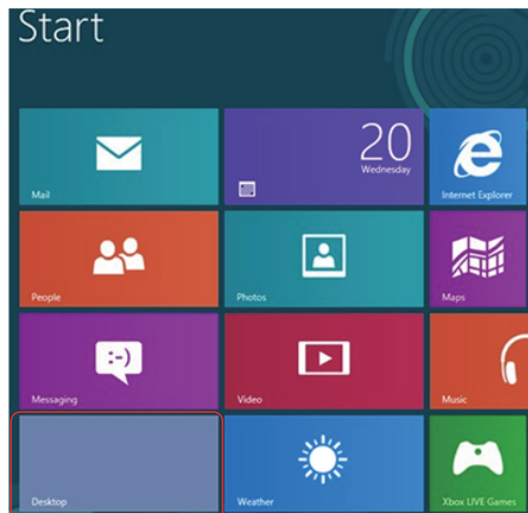 Start
20
Wednesday
Mail
Internet Explorer
People
Photos
Maps
:-)
Messaging
Video
Music
Desktop
Weather
Xbox LIVE Games